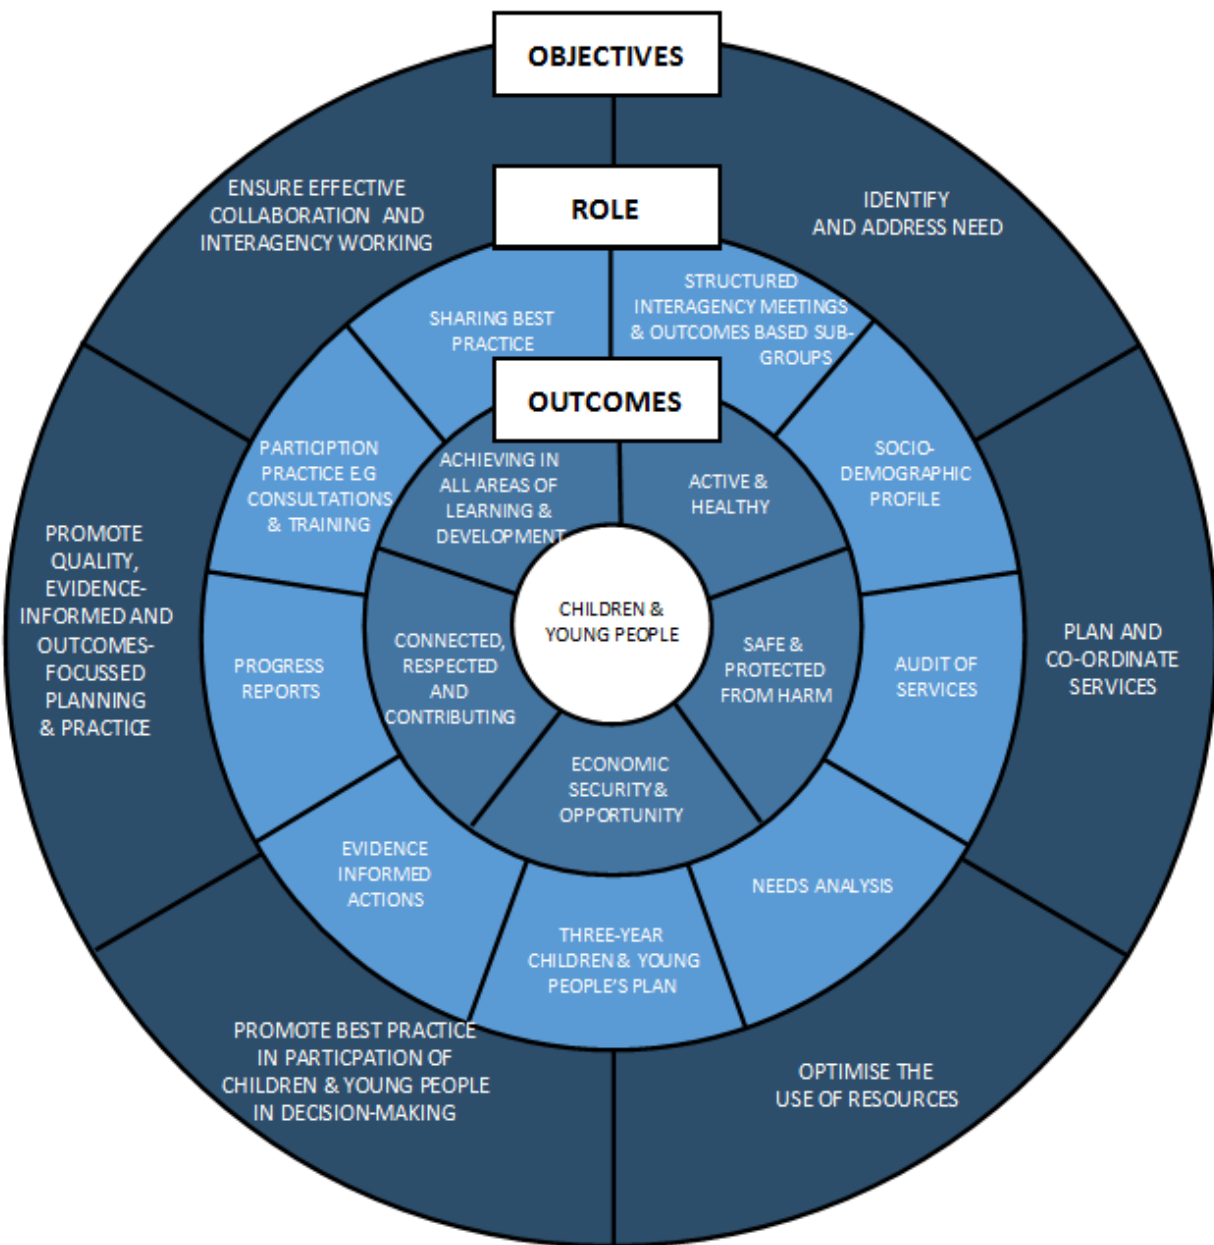 OBJECTIVES
IDENTIFY
AND ADDRESS NEED
PLAN AND
CO-ORDINATE
SERVICES
OPTIMISE THE
USE OF RESOURCES
PROMOTE BEST PRACTICE
IN PARTICPATION OF
CHILDREN & YOUNG PEOPLE
IN DECISION-MAKING
PROMOTE
QUALITY,
EVIDENCE-
INFORMED AND
OUTCOMES-
FOCUSSED
PLANNING
& PRACTICE
ENSURE EFFECTIVE
COLLABORATION AND
INTERAGENCY WORKING
ROLE
STRUCTURED
INTERAGENCY MEETINGS
& OUTCOMES BASED SUB-
GROUPS
SOCIO-
DEMOGRAPHIC
PROFILE
AUDIT OF
SERVICES
NEEDS ANALYSIS
THREE-YEAR
CHILDREN & YOUNG
PEOPLE'S PLAN
EVIDENCE
INFORMED
ACTIONS
PROGRESS
REPORTS
PARTICIPTION
PRACTICE E.G
CONSULTATIONS
& TRAINING
SHARING BEST
PRACTICE
OUTCOMES
ACTIVE &
HEALTHY
SAFE &
PROTECTED
FROM HARM
ECONOMIC
SECURITY &
OPPORTUNITY
CONNECTED,
RESPECTED
AND
CONTRIBUTING
ACHIEVING IN
ALL AREAS OF
LEARNING &
DEVELOPMENT
CHILDREN &
YOUNG PEOPLE